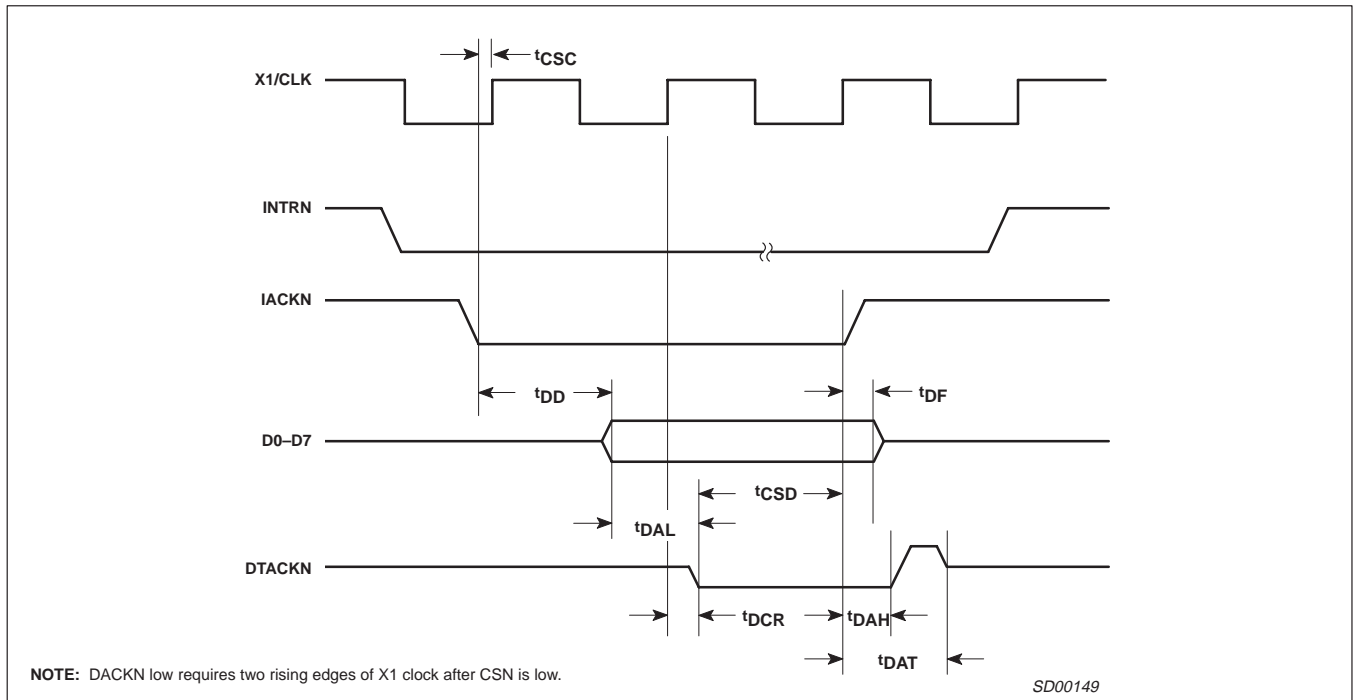 tCSC
X1/CLK
INTRN
IACKN
tDD
tDF
D0–D7
tCSD
tDAL
DTACKN
tDCR
tDAH
tDAT
NOTE: DACKN low requires two rising edges of X1 clock after CSN is low.
SD00149